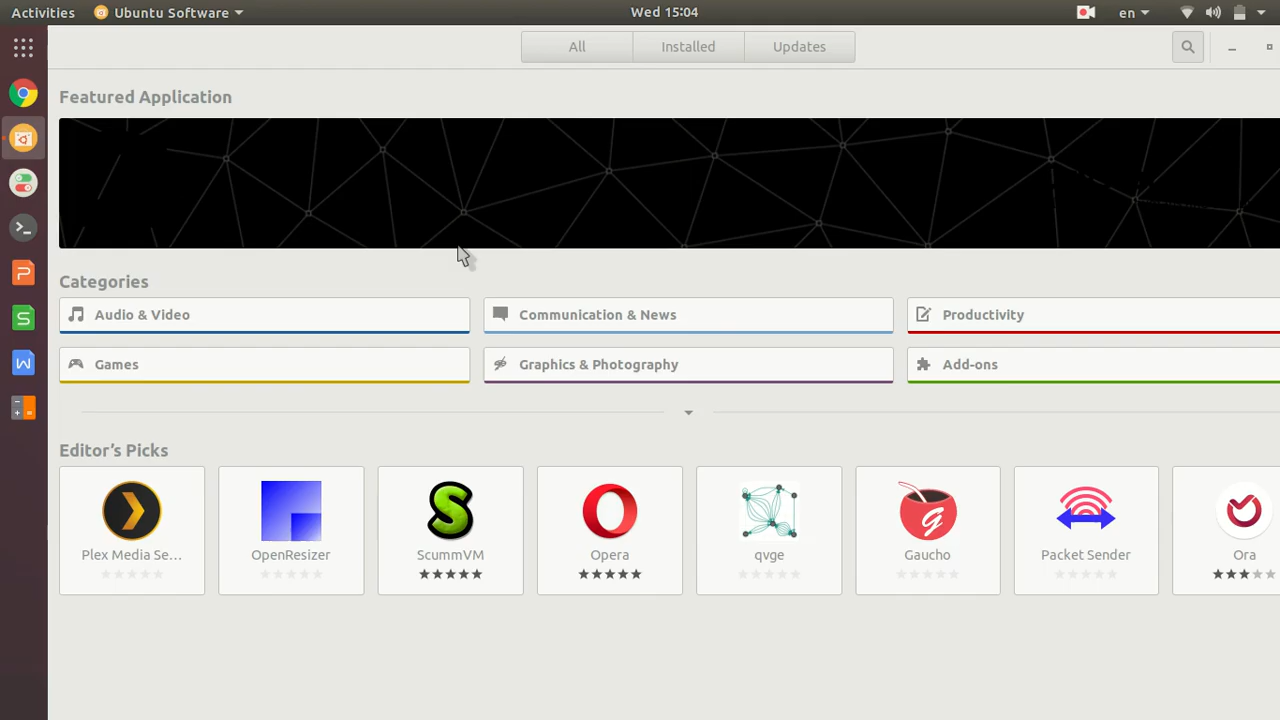 Activities Ubuntu Software Wed 15:04 en
All Installed Updates
Featured Application
Categories
Audio & Video Communication & News Productivity
Games Graphics & Photography Add-ons
Editor’s Picks
Plex Media Se... OpenResizer ScummVM Opera qvge Gaucho Packet Sender Ora